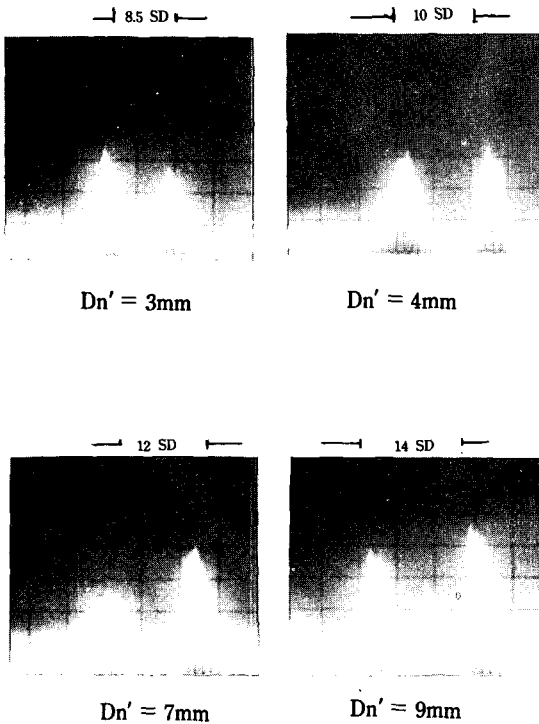 8.5 SD
10 SD
Dn′ = 3mm
Dn′ = 4mm
12 SD
14 SD
Dn′ = 7mm
Dn′ = 9mm